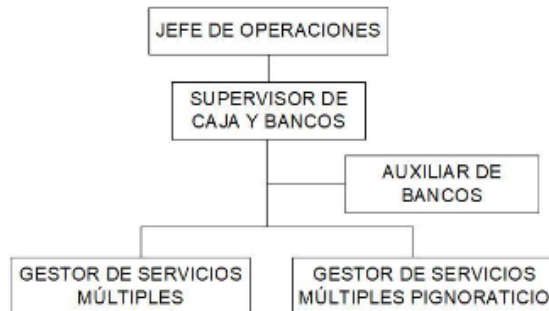 JEFE DE OPERACIONES
SUPERVISOR DE
CAJA Y BANCOS
AUXILIAR DE
BANCOS
GESTOR DE SERVICIOS
MÚLTIPLES
GESTOR DE SERVICIOS
MÚLTIPLES PIGNORATICIO